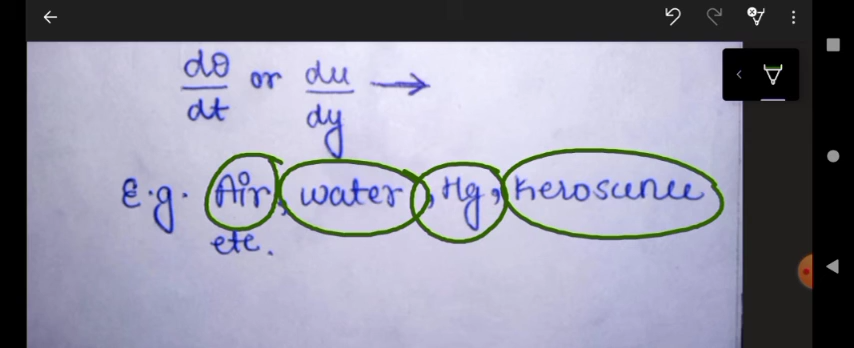 dθ/dt or du/dy →
E.g. Air, water, Hg, kerosene
etc.